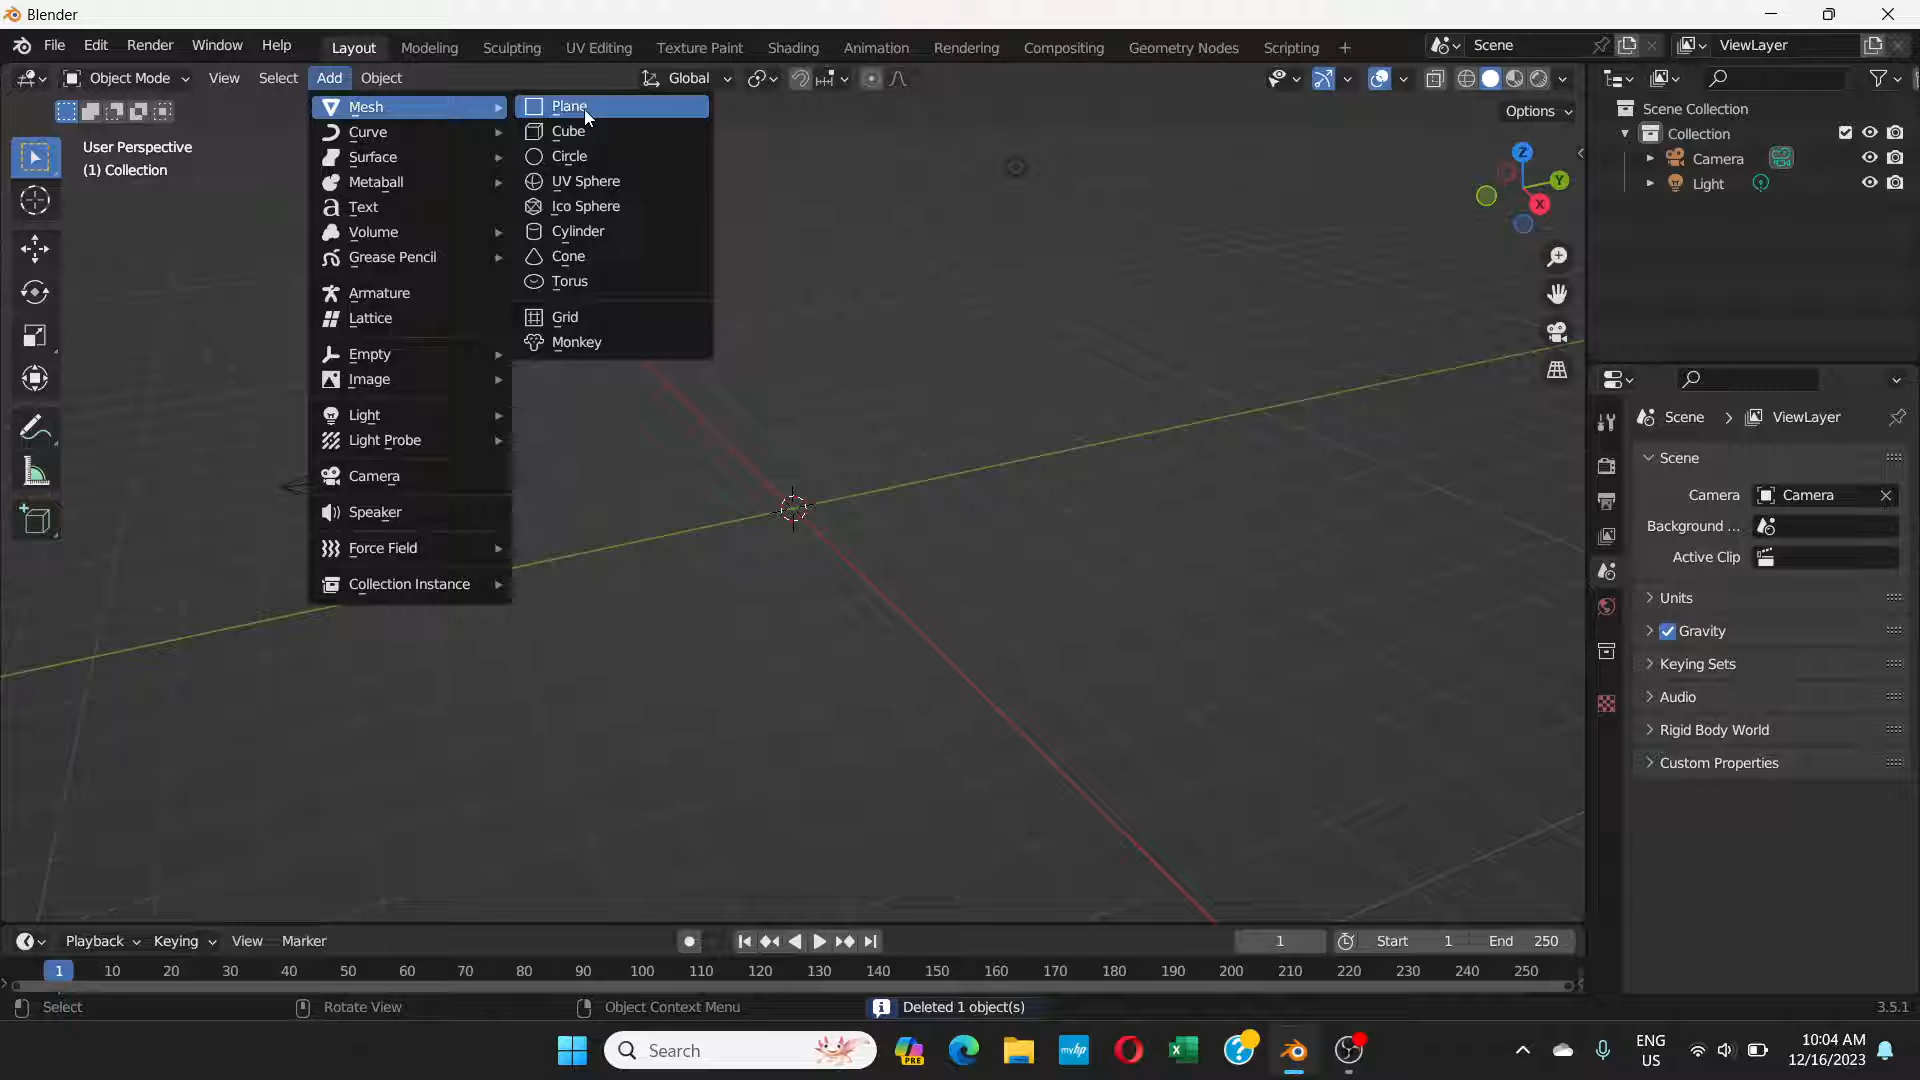 Blender
File Edit Render Window Help Layout Modeling Sculpting UV Editing Texture Paint Shading Animation Rendering Compositing Geometry Nodes Scripting + Scene ViewLayer
Object Mode View Select Add Object Global
Options
User Perspective
(1) Collection
Mesh
Curve
Surface
Metaball
Text
Volume
Grease Pencil
Armature
Lattice
Empty
Image
Light
Light Probe
Camera
Speaker
Force Field
Collection Instance
Plane
Cube
Circle
UV Sphere
Ico Sphere
Cylinder
Cone
Torus
Grid
Monkey
Z
Y
X
Scene Collection
Collection
Camera
Light
Scene > ViewLayer
Scene
Camera Camera
Background ...
Active Clip
Units
Gravity
Keying Sets
Audio
Rigid Body World
Custom Properties
Playback Keying View Marker 1 Start 1 End 250
1 10 20 30 40 50 60 70 80 90 100 110 120 130 140 150 160 170 180 190 200 210 220 230 240 250
Select Rotate View Object Context Menu Deleted 1 object(s) 3.5.1
Search PRE myhp ENG US 10:04 AM 12/16/2023